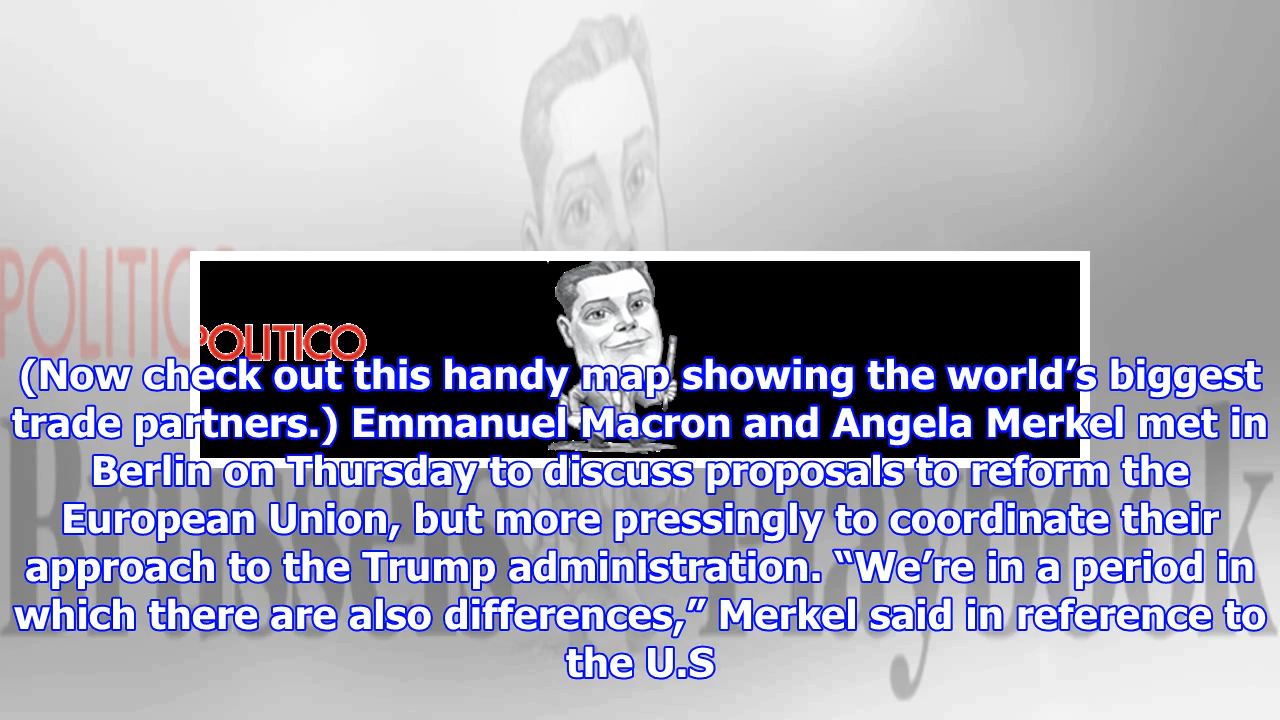 POLITICO
POLITICO
(Now check out this handy map showing the world’s biggest
trade partners.) Emmanuel Macron and Angela Merkel met in
Berlin on Thursday to discuss proposals to reform the
European Union, but more pressingly to coordinate their
approach to the Trump administration. “We’re in a period in
which there are also differences,” Merkel said in reference to
the U.S
Brussels Playbook